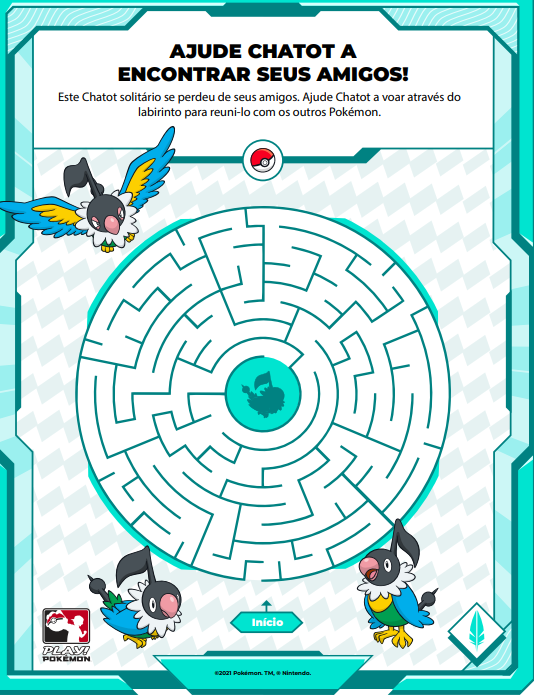 AJUDE CHATOT A
ENCONTRAR SEUS AMIGOS!
Este Chatot solitário se perdeu de seus amigos. Ajude Chatot a voar através do
labirinto para reuni-lo com os outros Pokémon.
Início
PLAY!
POKÉMON
©2021 Pokémon. TM, ® Nintendo.